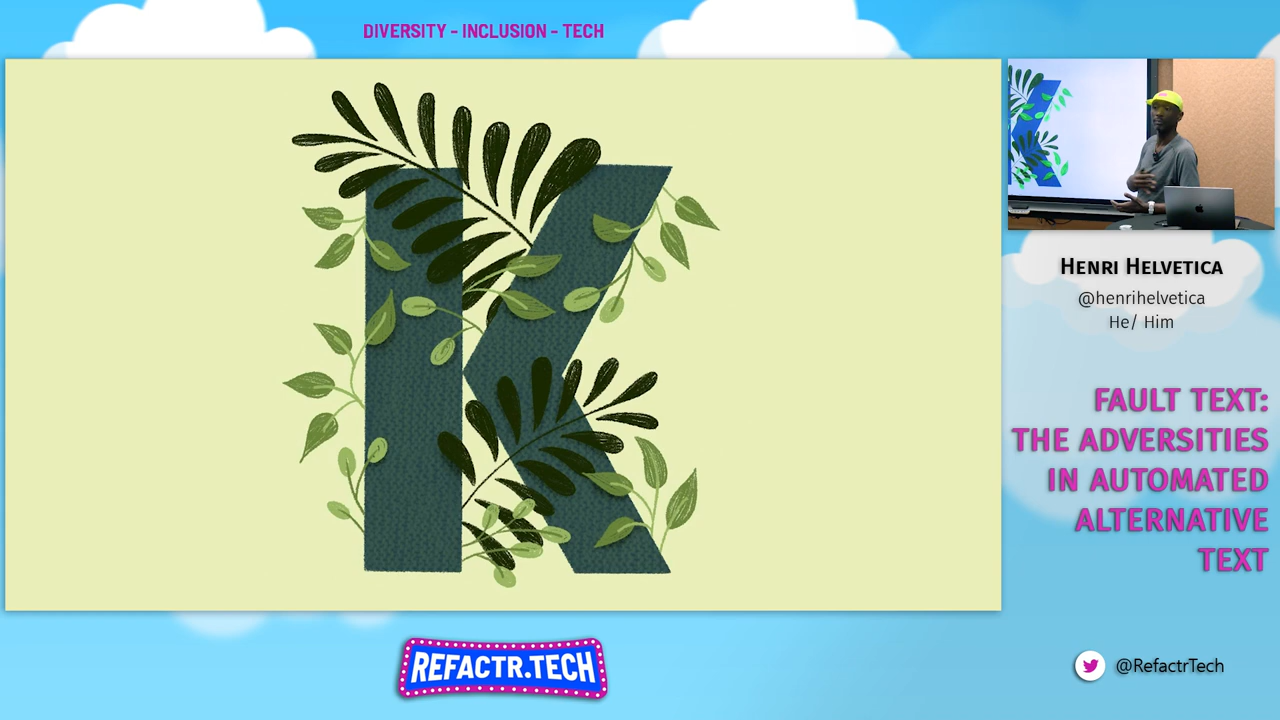 DIVERSITY - INCLUSION - TECH
K
HENRI HELVETICA
@henrihelvetica
He/ Him
FAULT TEXT:
THE ADVERSITIES
IN AUTOMATED
ALTERNATIVE
TEXT
REFACTR.TECH
@RefactrTech